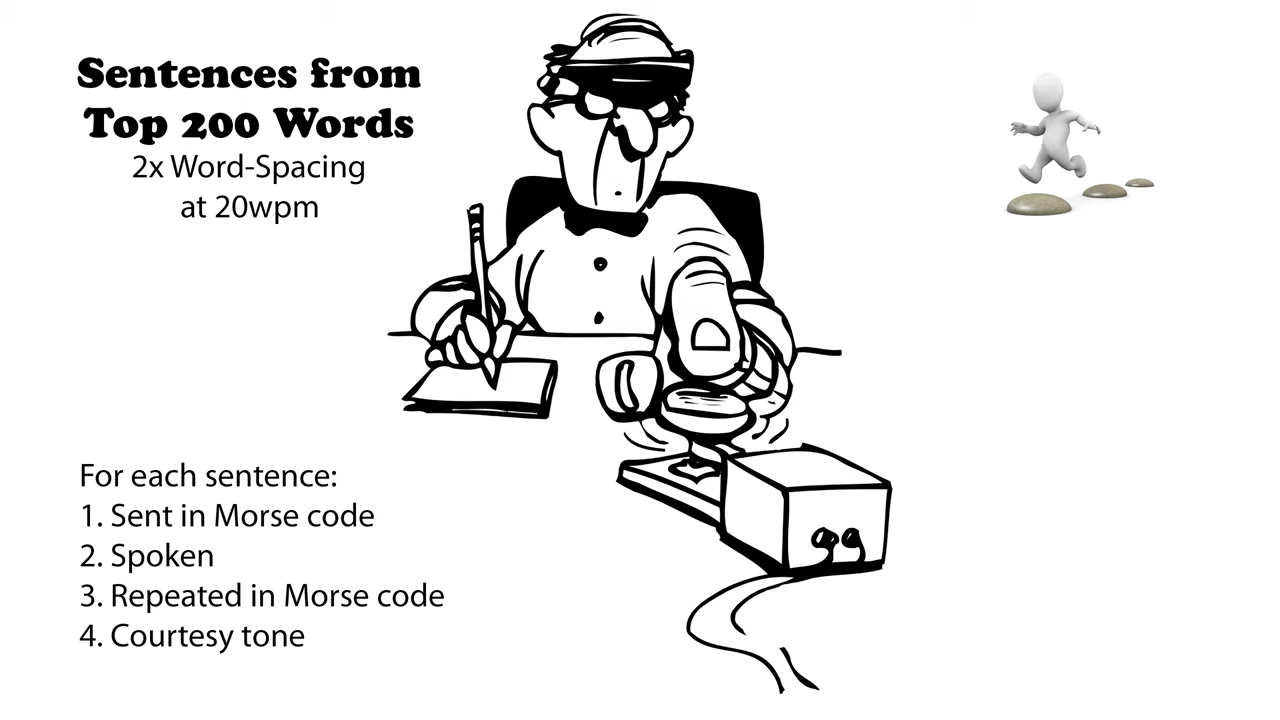 Sentences from
Top 200 Words
2x Word-Spacing
at 20wpm
For each sentence:
1. Sent in Morse code
2. Spoken
3. Repeated in Morse code
4. Courtesy tone